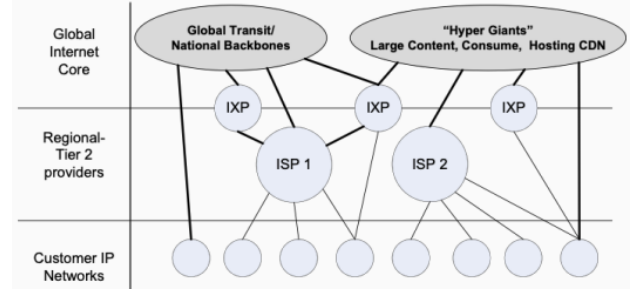 Global
Internet
Core
Global Transit/
National Backbones
“Hyper Giants”
Large Content, Consume, Hosting CDN
IXP
IXP
IXP
Regional-
Tier 2
providers
ISP 1
ISP 2
Customer IP
Networks